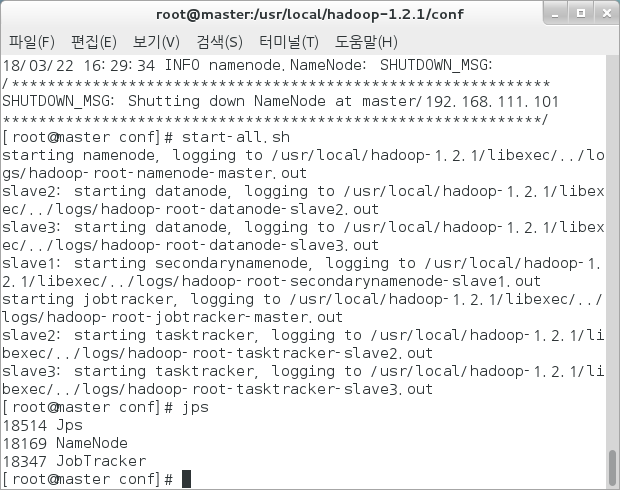 root@master:/usr/local/hadoop-1.2.1/conf
파일(F) 편집(E) 보기(V) 검색(S) 터미널(T) 도움말(H)
18/03/22 16:29:34 INFO namenode.NameNode: SHUTDOWN_MSG:
/************************************************************
SHUTDOWN_MSG: Shutting down NameNode at master/192.168.111.101
************************************************************/
[root@master conf]# start-all.sh
starting namenode, logging to /usr/local/hadoop-1.2.1/libexec/../lo
gs/hadoop-root-namenode-master.out
slave2: starting datanode, logging to /usr/local/hadoop-1.2.1/libex
ec/../logs/hadoop-root-datanode-slave2.out
slave3: starting datanode, logging to /usr/local/hadoop-1.2.1/libex
ec/../logs/hadoop-root-datanode-slave3.out
slave1: starting secondarynamenode, logging to /usr/local/hadoop-1.
2.1/libexec/../logs/hadoop-root-secondarynamenode-slave1.out
starting jobtracker, logging to /usr/local/hadoop-1.2.1/libexec/../
logs/hadoop-root-jobtracker-master.out
slave2: starting tasktracker, logging to /usr/local/hadoop-1.2.1/li
bexec/../logs/hadoop-root-tasktracker-slave2.out
slave3: starting tasktracker, logging to /usr/local/hadoop-1.2.1/li
bexec/../logs/hadoop-root-tasktracker-slave3.out
[root@master conf]# jps
18514 Jps
18169 NameNode
18347 JobTracker
[root@master conf]#